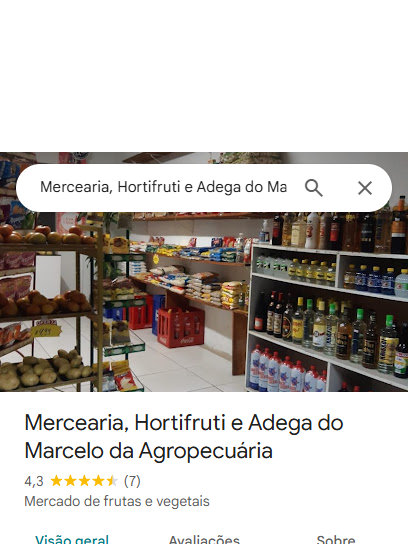 Mercearia, Hortifruti e Adega do Ma
Mercearia, Hortifruti e Adega do
Marcelo da Agropecuária
4,3 (7)
Mercado de frutas e vegetais
Visão geral
Avaliações
Sobre